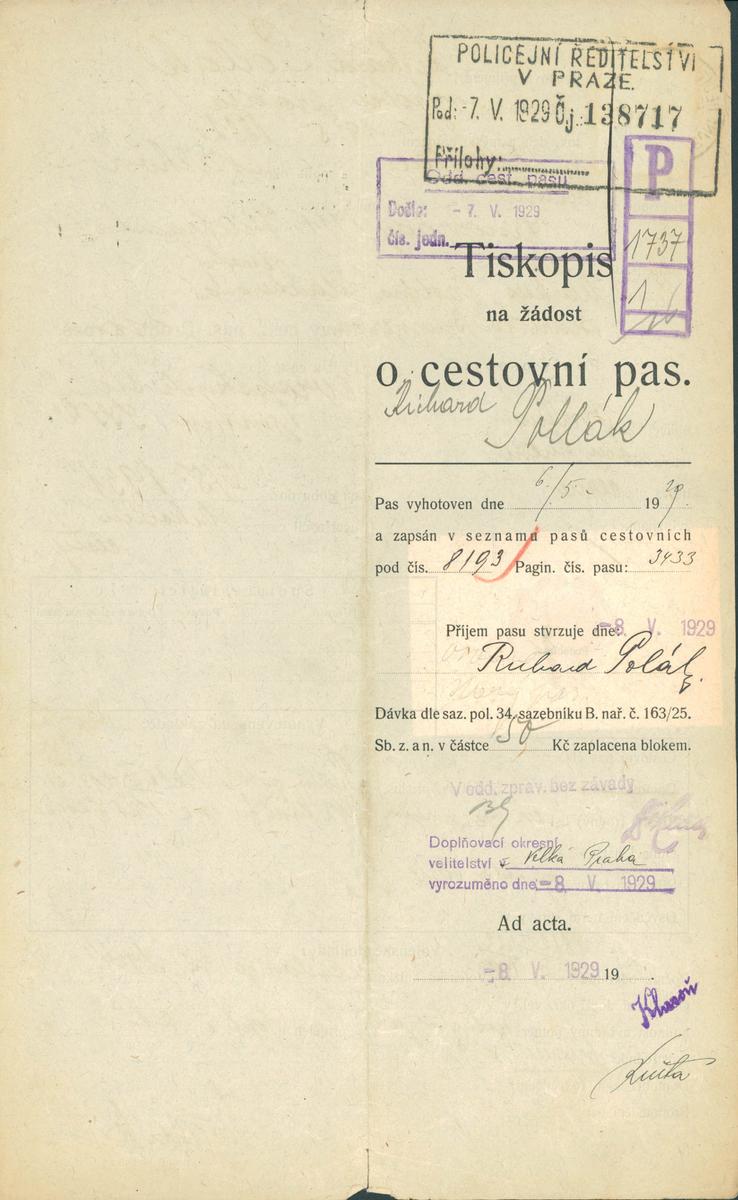 POLICEJNÍ ŘEDITELSTVÍ
V PRAZE.
Pod: -7. V. 1929 Čj.: 138717
Přílohy:
Odd. cest. pasů
Došlo: - 7. V. 1929
čís. jedn.
P
1737
1
Tiskopis
na žádost
o cestovní pas.
Richard Pollák
Pas vyhotoven dne 6/5- 1929.
a zapsán v seznamu pasů cestovních
pod čís. 8193 Pagin. čís. pasu: 3433
Příjem pasu stvrzuje dne: -8. V. 1929
Richard Polák
Dávka dle saz. pol. 34. sazebníku B. nař. č. 163/25.
Sb. z. a n. v částce 50 Kč zaplacena blokem.
V odd. zprav. bez závady
Doplňovací okresní
velitelství v Velká Praha
vyrozuměno dne -8. V. 1929
Ad acta.
-8. V. 1929 19